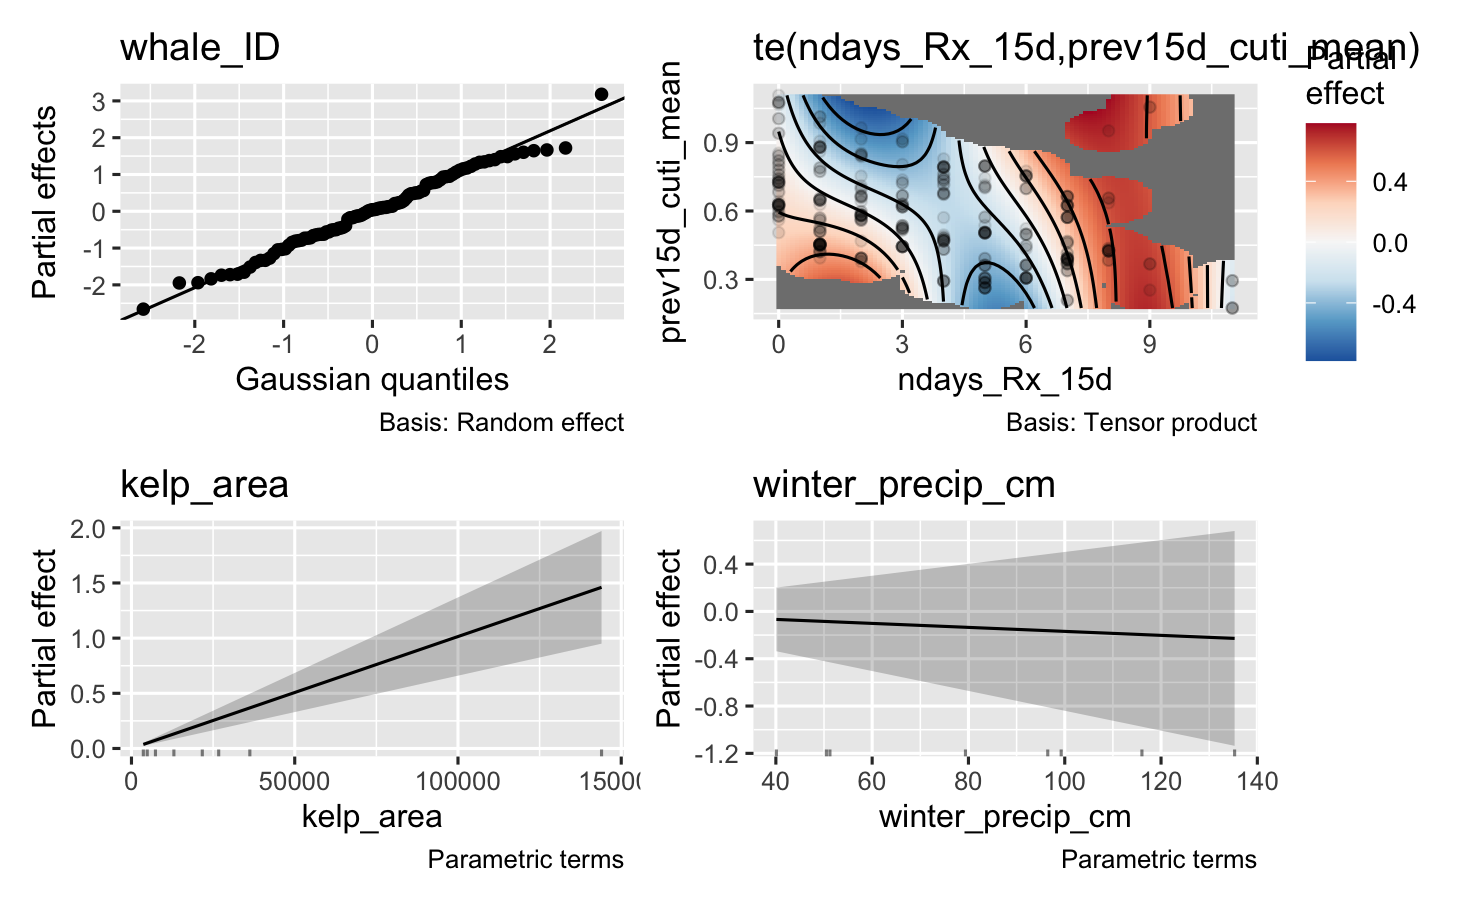 whale_ID
Partial effects
3
2
1
0
-1
-2
-2
-1
0
1
2
Gaussian quantiles
Basis: Random effect
te(ndays_Rx_15d,prev15d_cuti_mean)
prev15d_cuti_mean
0.9
0.6
0.3
0
3
6
9
ndays_Rx_15d
Basis: Tensor product
Partial
effect
0.4
0.0
-0.4
kelp_area
Partial effect
2.0
1.5
1.0
0.5
0.0
0
50000
100000
15000
kelp_area
Parametric terms
winter_precip_cm
Partial effect
0.4
0.0
-0.4
-0.8
-1.2
40
60
80
100
120
140
winter_precip_cm
Parametric terms